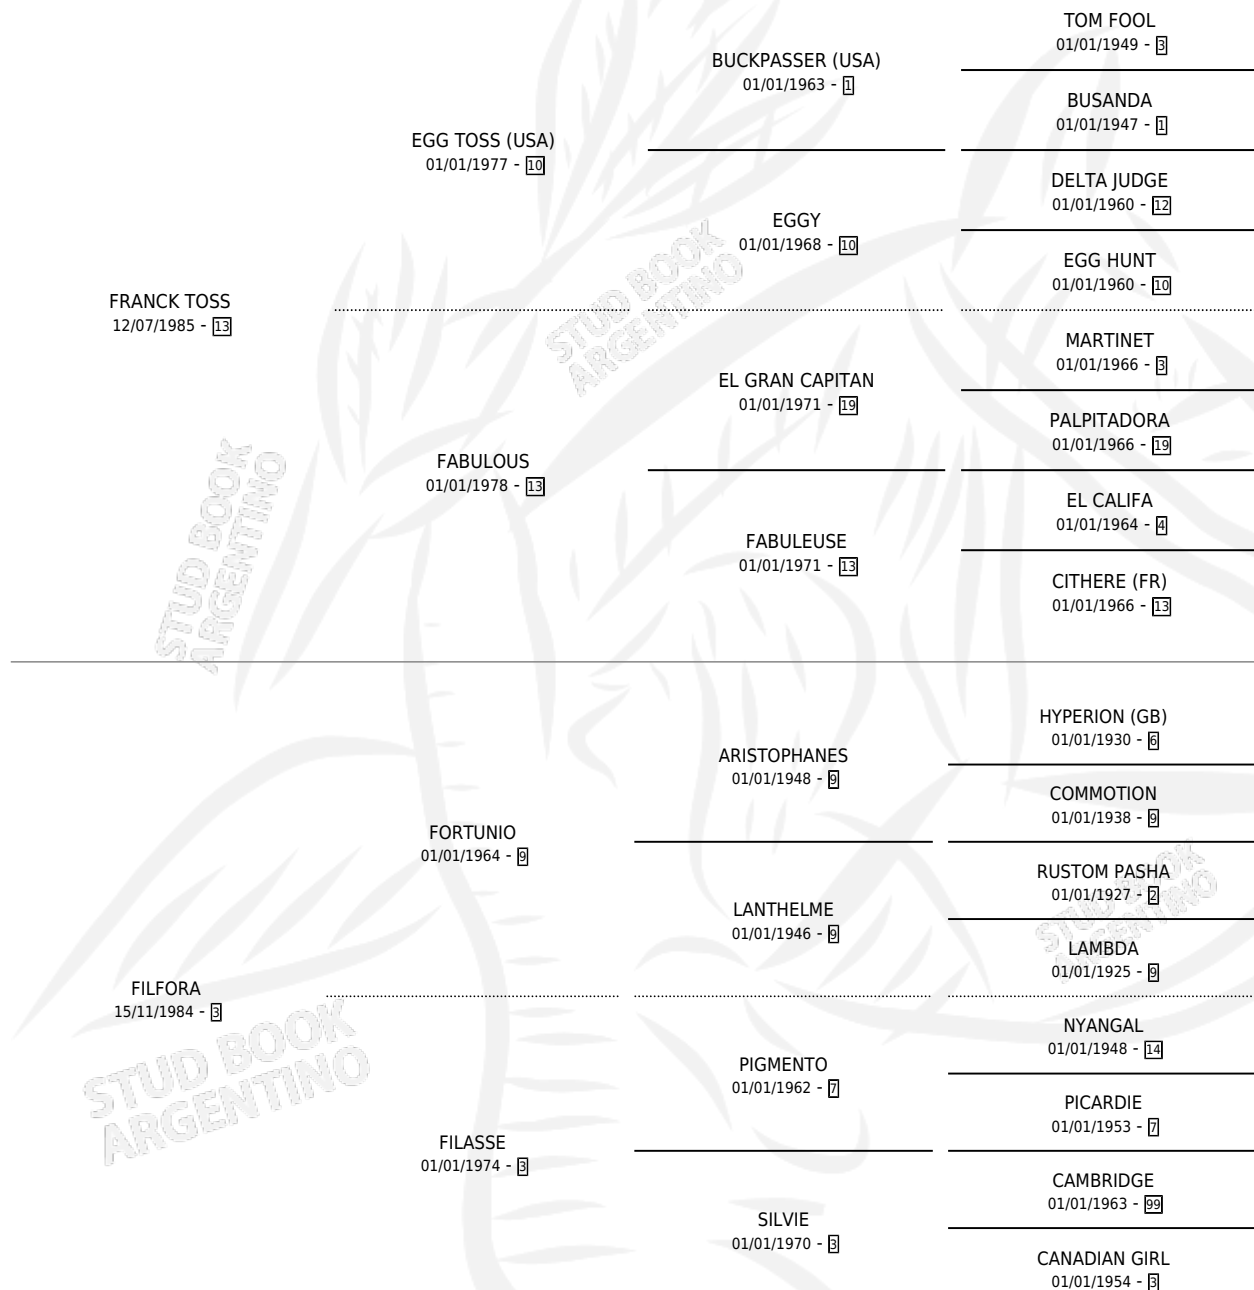 TOM FOOL
01/01/1949 - 3
BUCKPASSER (USA)
01/01/1963 - 1
BUSANDA
01/01/1947 - 1
EGG TOSS (USA)
01/01/1977 - 10
DELTA JUDGE
01/01/1960 - 12
EGGY
01/01/1968 - 10
EGG HUNT
01/01/1960 - 10
FRANCK TOSS
12/07/1985 - 13
MARTINET
01/01/1966 - 3
EL GRAN CAPITAN
01/01/1971 - 19
PALPITADORA
01/01/1966 - 19
FABULOUS
01/01/1978 - 13
EL CALIFA
01/01/1964 - 4
FABULEUSE
01/01/1971 - 13
CITHERE (FR)
01/01/1966 - 13
HYPERION (GB)
01/01/1930 - 6
ARISTOPHANES
01/01/1948 - 9
COMMOTION
01/01/1938 - 9
FORTUNIO
01/01/1964 - 9
RUSTOM PASHA
01/01/1927 - 2
LANTHELME
01/01/1946 - 9
LAMBDA
01/01/1925 - 9
FILFORA
15/11/1984 - 3
NYANGAL
01/01/1948 - 14
PIGMENTO
01/01/1962 - 7
PICARDIE
01/01/1953 - 7
FILASSE
01/01/1974 - 3
CAMBRIDGE
01/01/1963 - 99
SILVIE
01/01/1970 - 3
CANADIAN GIRL
01/01/1954 - 3
STUD BOOK
ARGENTINO
STUD BOOK
ARGENTINO
STUD BOOK
ARGENTINO
STUD BOOK
ARGENTINO